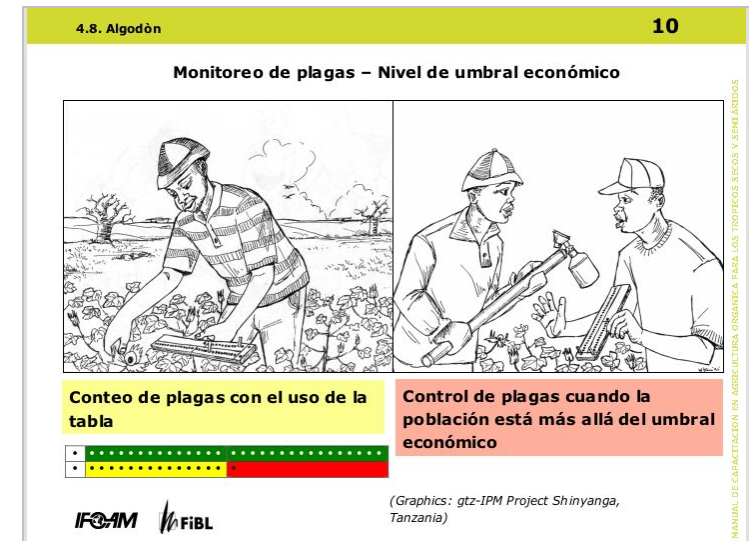 4.8. Algodòn
10
Monitoreo de plagas – Nivel de umbral económico
Conteo de plagas con el uso de la
tabla
Control de plagas cuando la
población está más allá del umbral
económico
(Graphics: gtz-IPM Project Shinyanga,
Tanzania)
IFOAM
FiBL
MANUAL DE CAPACITACION EN AGRICULTURA ORGANICA PARA LOS TROPICOS SECOS Y SEMIÁRIDOS